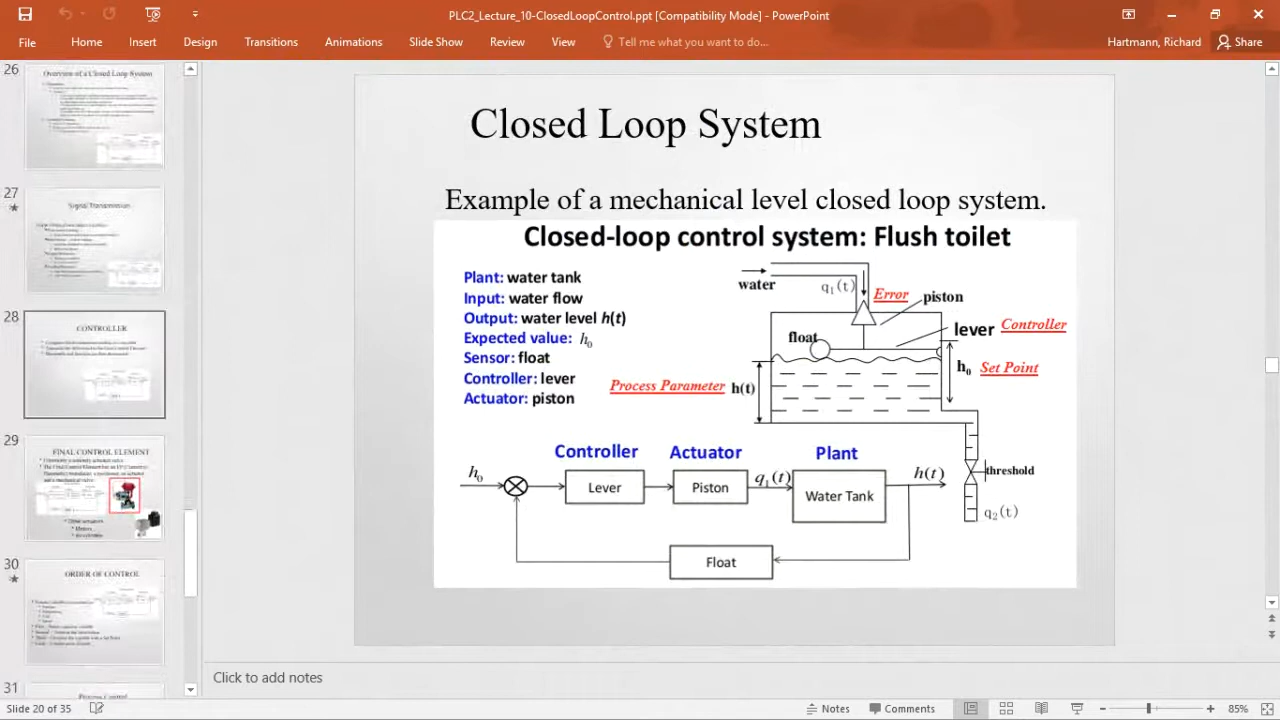 PLC2_Lecture_10-ClosedLoopControl.ppt [Compatibility Mode] - PowerPoint
File Home Insert Design Transitions Animations Slide Show Review View Tell me what you want to do... Hartmann, Richard Share
26
Overview of a Closed Loop System
27
Signal Transmission
28
CONTROLLER
29
FINAL CONTROL ELEMENT
30
ORDER OF CONTROL
31
Process Control
Closed Loop System
Example of a mechanical level closed loop system.
Closed-loop control system: Flush toilet
Plant: water tank
Input: water flow
Output: water level h(t)
Expected value: h0
Sensor: float
Controller: lever
Actuator: piston
water
q1(t)
Error
piston
float
lever Controller
h0 Set Point
Process Parameter h(t)
threshold
q2(t)
Controller Actuator Plant
h0
Lever
Piston
q1(t)
Water Tank
h(t)
Float
Click to add notes
Slide 20 of 35
Notes
Comments
85%